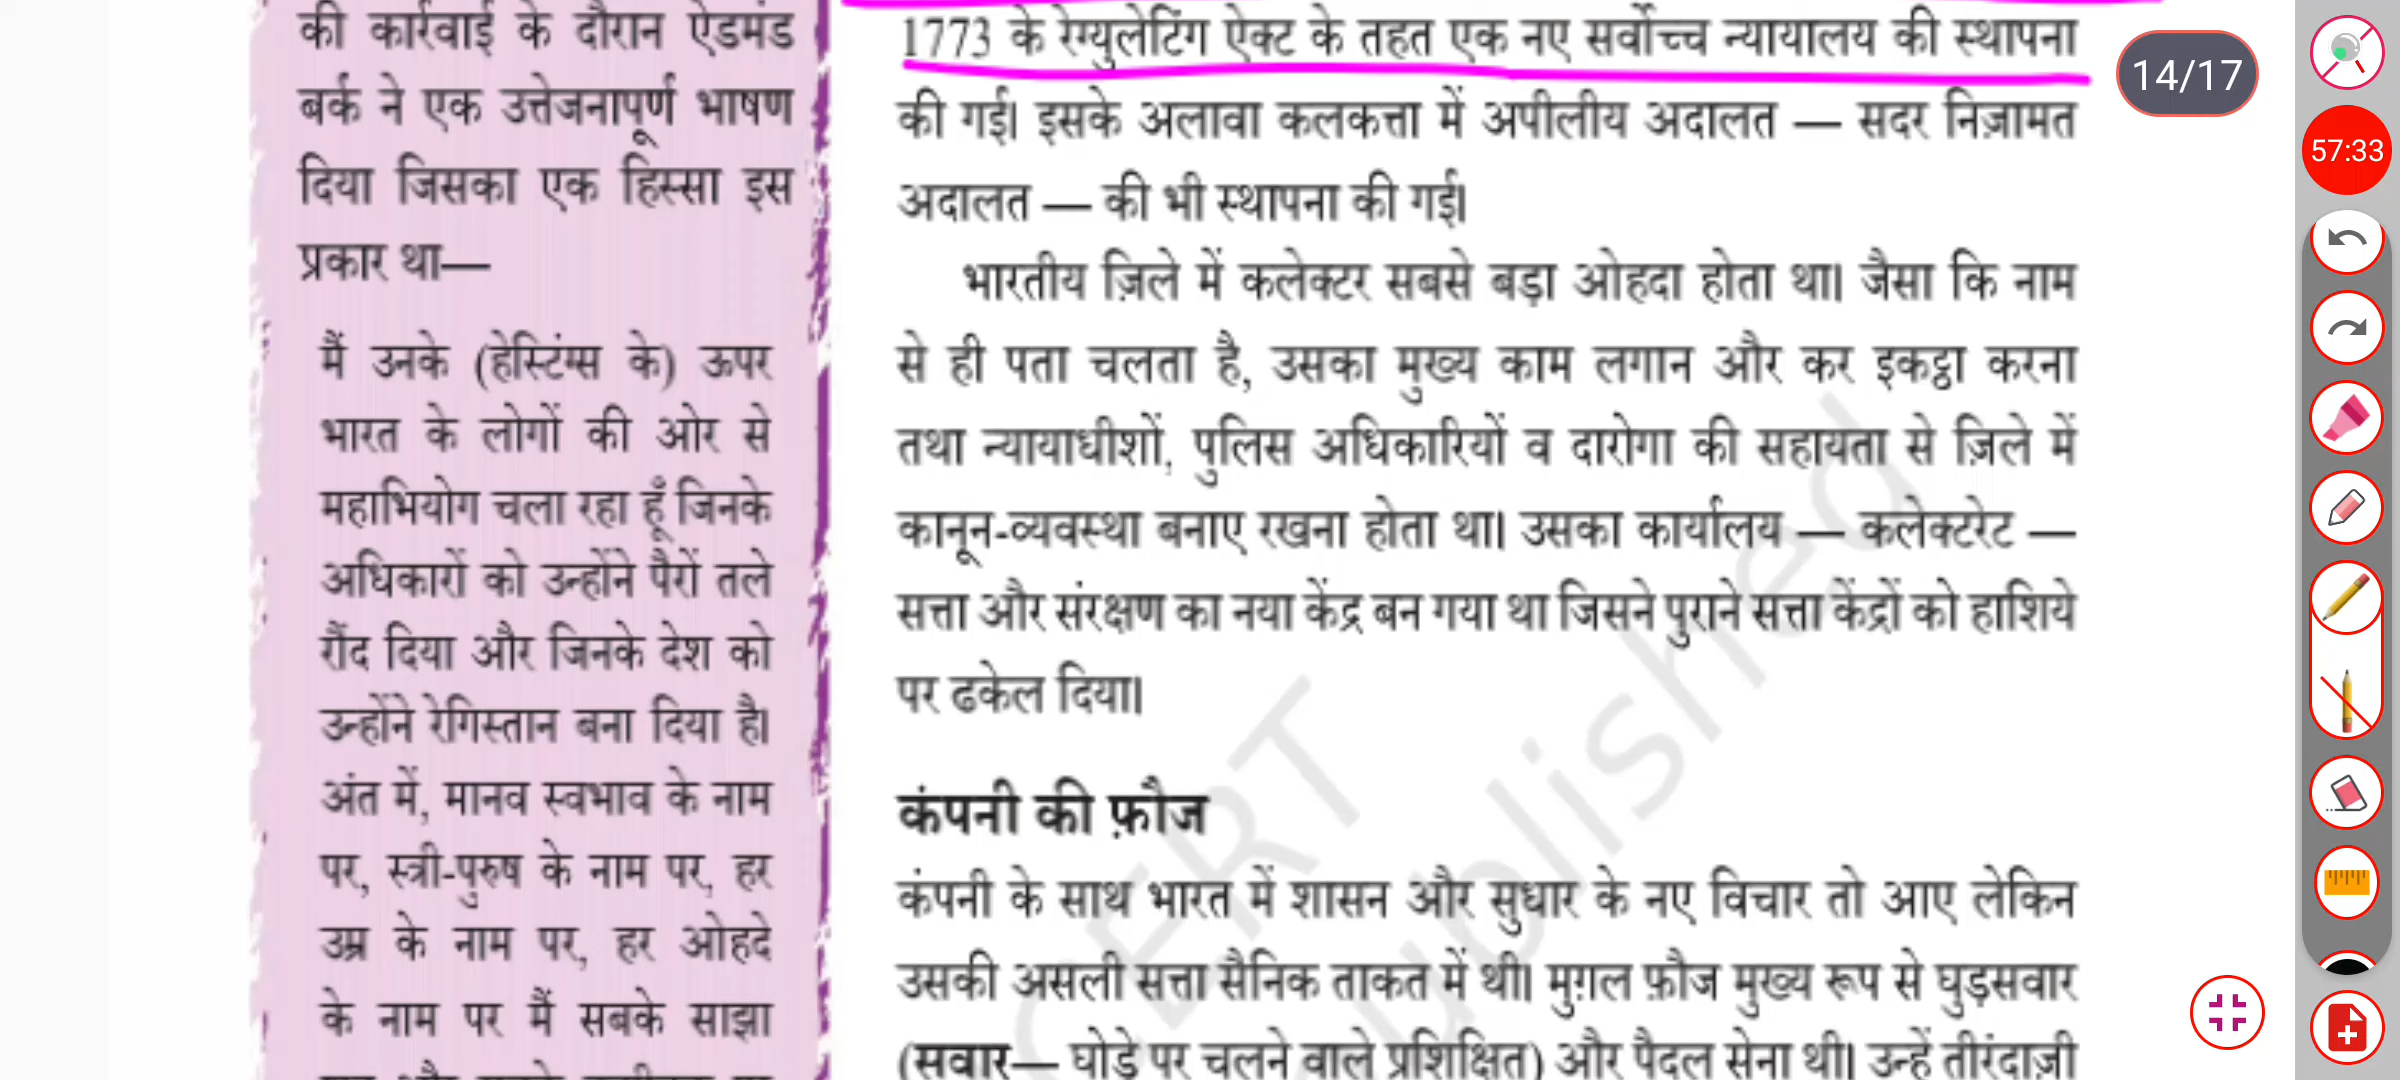 की कार्रवाई के दौरान ऐडमंड
बर्क ने एक उत्तेजनापूर्ण भाषण
दिया जिसका एक हिस्सा इस
प्रकार था—
मैं उनके (हेस्टिंग्स के) ऊपर
भारत के लोगों की ओर से
महाभियोग चला रहा हूँ जिनके
अधिकारों को उन्होंने पैरों तले
रौंद दिया और जिनके देश को
उन्होंने रेगिस्तान बना दिया है।
अंत में, मानव स्वभाव के नाम
पर, स्त्री-पुरुष के नाम पर, हर
उम्र के नाम पर, हर ओहदे
के नाम पर मैं सबके साझा
1773 के रेग्युलेटिंग ऐक्ट के तहत एक नए सर्वोच्च न्यायालय की स्थापना
की गई। इसके अलावा कलकत्ता में अपीलीय अदालत — सदर निज़ामत
अदालत — की भी स्थापना की गई।
भारतीय ज़िले में कलेक्टर सबसे बड़ा ओहदा होता था। जैसा कि नाम
से ही पता चलता है, उसका मुख्य काम लगान और कर इकट्ठा करना
तथा न्यायाधीशों, पुलिस अधिकारियों व दारोगा की सहायता से ज़िले में
कानून-व्यवस्था बनाए रखना होता था। उसका कार्यालय — कलेक्टरेट —
सत्ता और संरक्षण का नया केंद्र बन गया था जिसने पुराने सत्ता केंद्रों को हाशिये
पर ढकेल दिया।
कंपनी की फ़ौज
कंपनी के साथ भारत में शासन और सुधार के नए विचार तो आए लेकिन
उसकी असली सत्ता सैनिक ताकत में थी। मुग़ल फ़ौज मुख्य रूप से घुड़सवार
(सवार— घोड़े पर चलने वाले प्रशिक्षित) और पैदल सेना थी। उन्हें तीरंदाज़ी
14/17
57:33